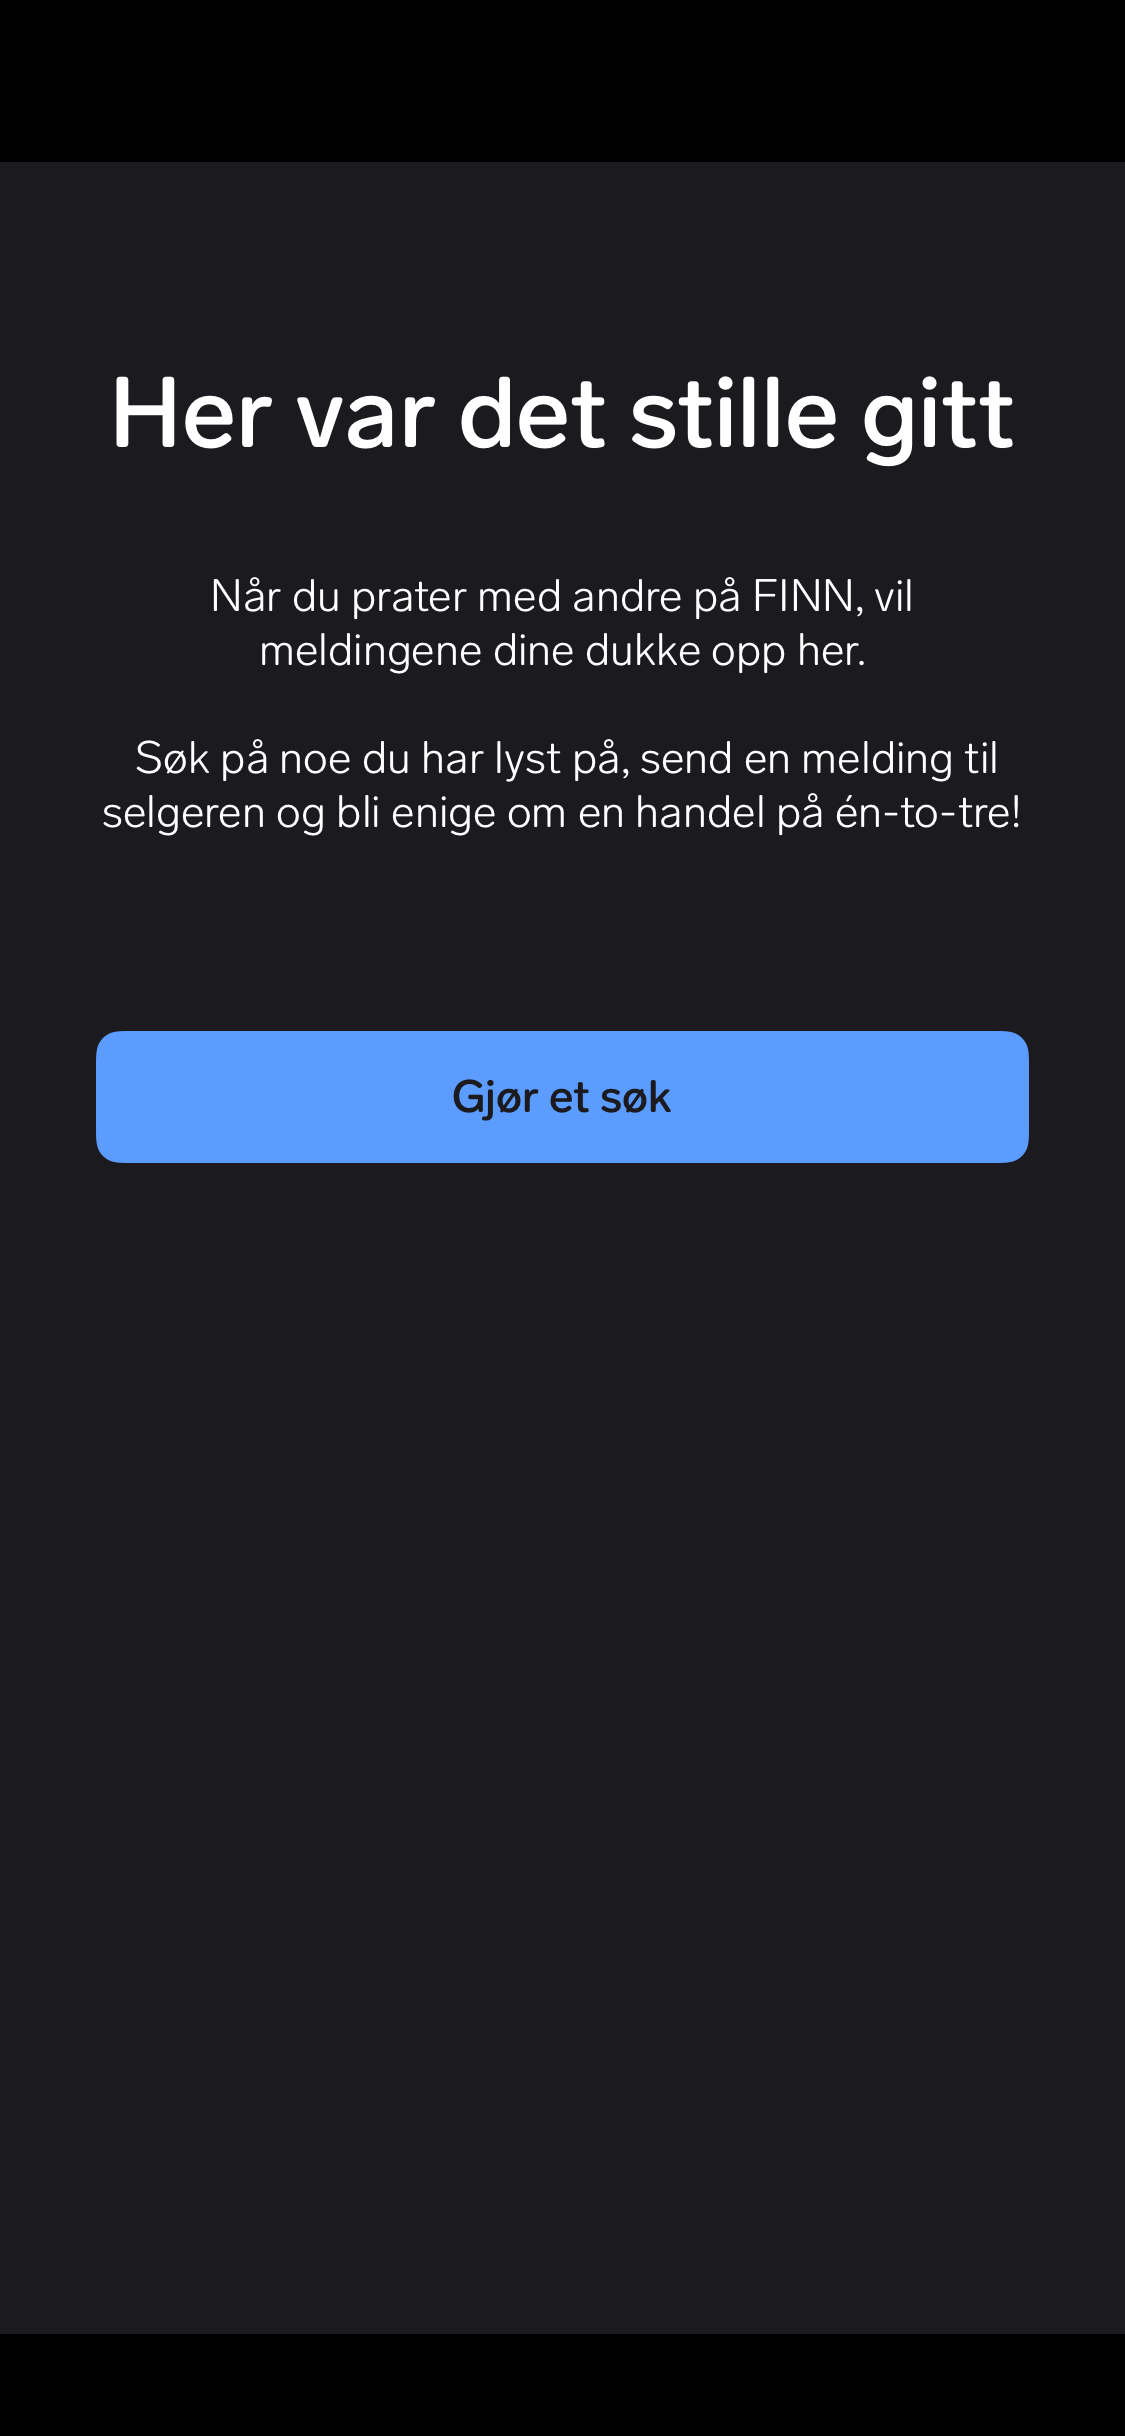 Her var det stille gitt
Når du prater med andre på FINN, vil
meldingene dine dukke opp her.
Søk på noe du har lyst på, send en melding til
selgeren og bli enige om en handel på én-to-tre!
Gjør et søk